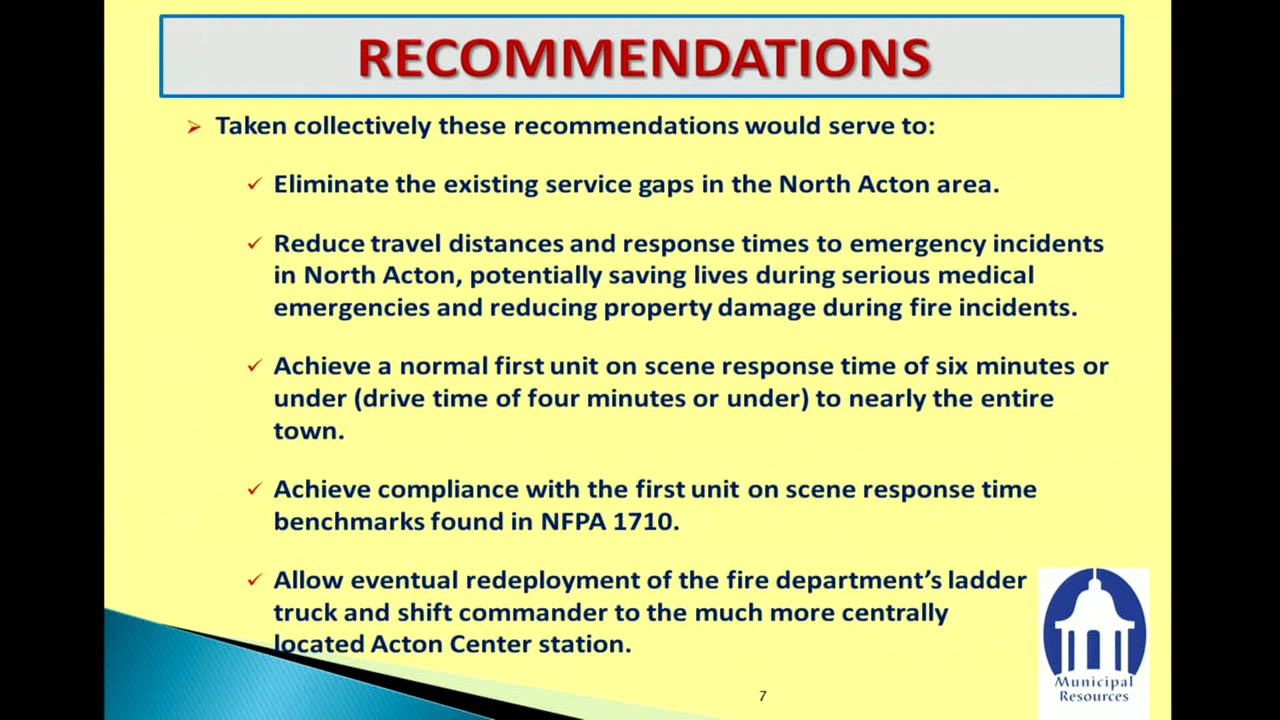 RECOMMENDATIONS
Taken collectively these recommendations would serve to:
Eliminate the existing service gaps in the North Acton area.
Reduce travel distances and response times to emergency incidents
in North Acton, potentially saving lives during serious medical
emergencies and reducing property damage during fire incidents.
Achieve a normal first unit on scene response time of six minutes or
under (drive time of four minutes or under) to nearly the entire
town.
Achieve compliance with the first unit on scene response time
benchmarks found in NFPA 1710.
Allow eventual redeployment of the fire department’s ladder
truck and shift commander to the much more centrally
located Acton Center station.
Municipal
Resources
7